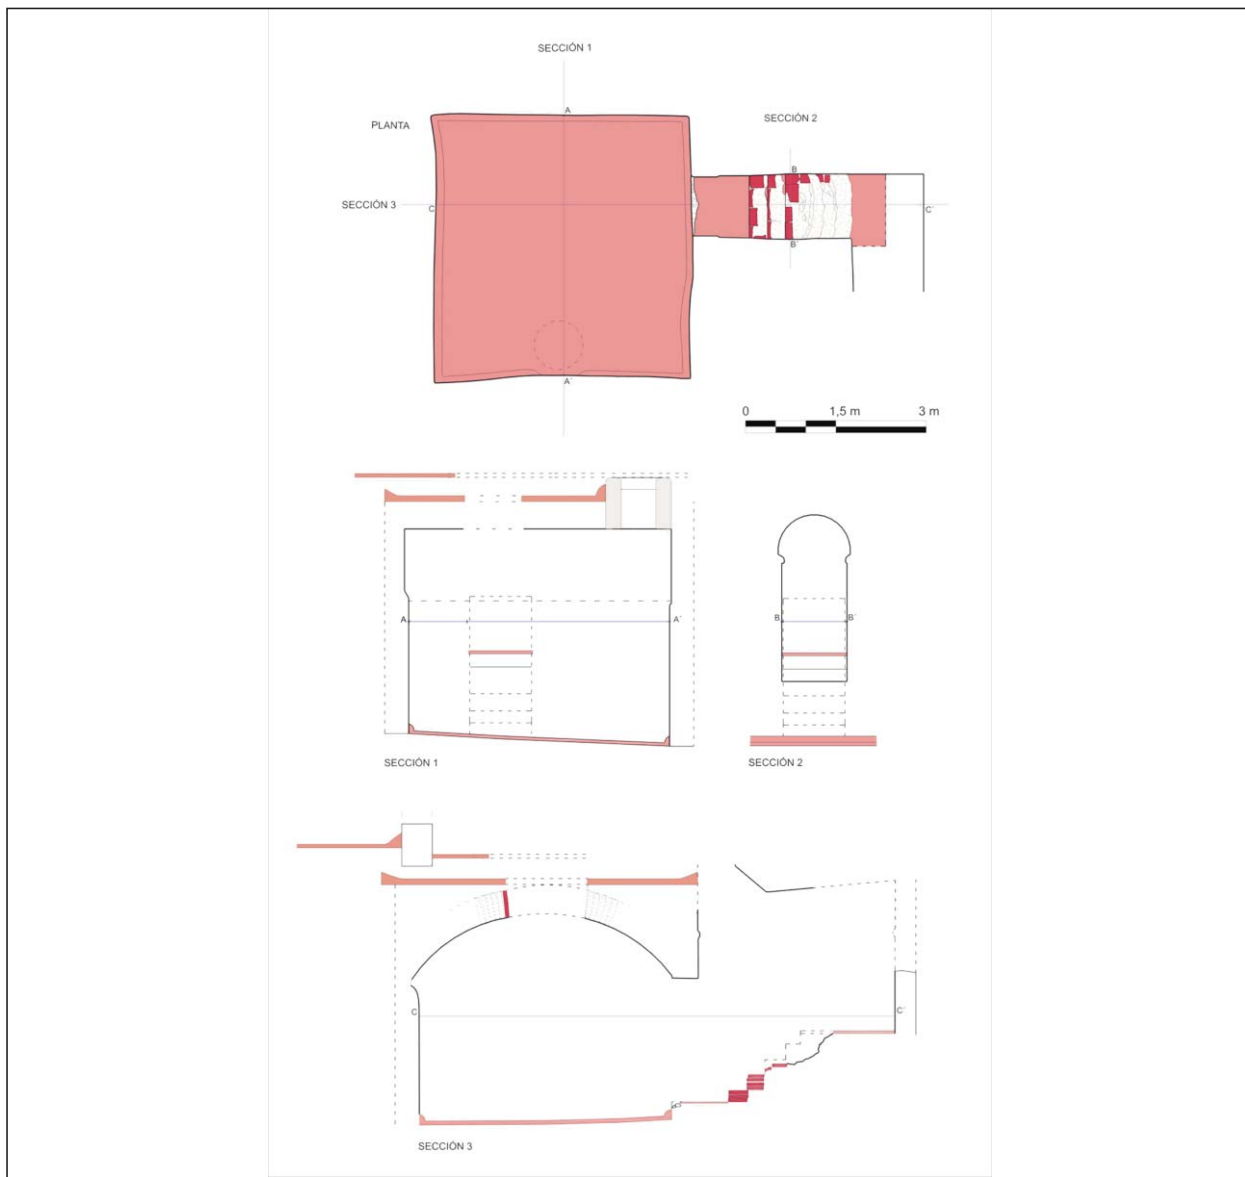 SECCIÓN 1
A
PLANTA
SECCIÓN 2
B
SECCIÓN 3
C
C´
B´
A´
0 1,5 m 3 m
A A´
B B´
SECCIÓN 1
SECCIÓN 2
C C´
SECCIÓN 3